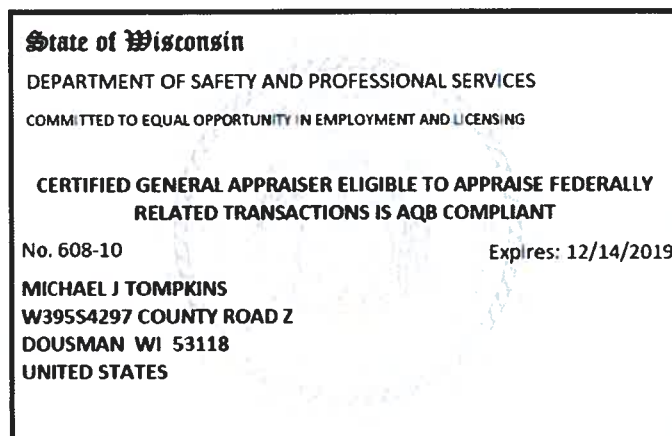 State of Wisconsin
DEPARTMENT OF SAFETY AND PROFESSIONAL SERVICES
COMMITTED TO EQUAL OPPORTUNITY IN EMPLOYMENT AND LICENSING
CERTIFIED GENERAL APPRAISER ELIGIBLE TO APPRAISE FEDERALLY
RELATED TRANSACTIONS IS AQB COMPLIANT
No. 608-10 Expires: 12/14/2019
MICHAEL J TOMPKINS
W395S4297 COUNTY ROAD Z
DOUSMAN WI 53118
UNITED STATES